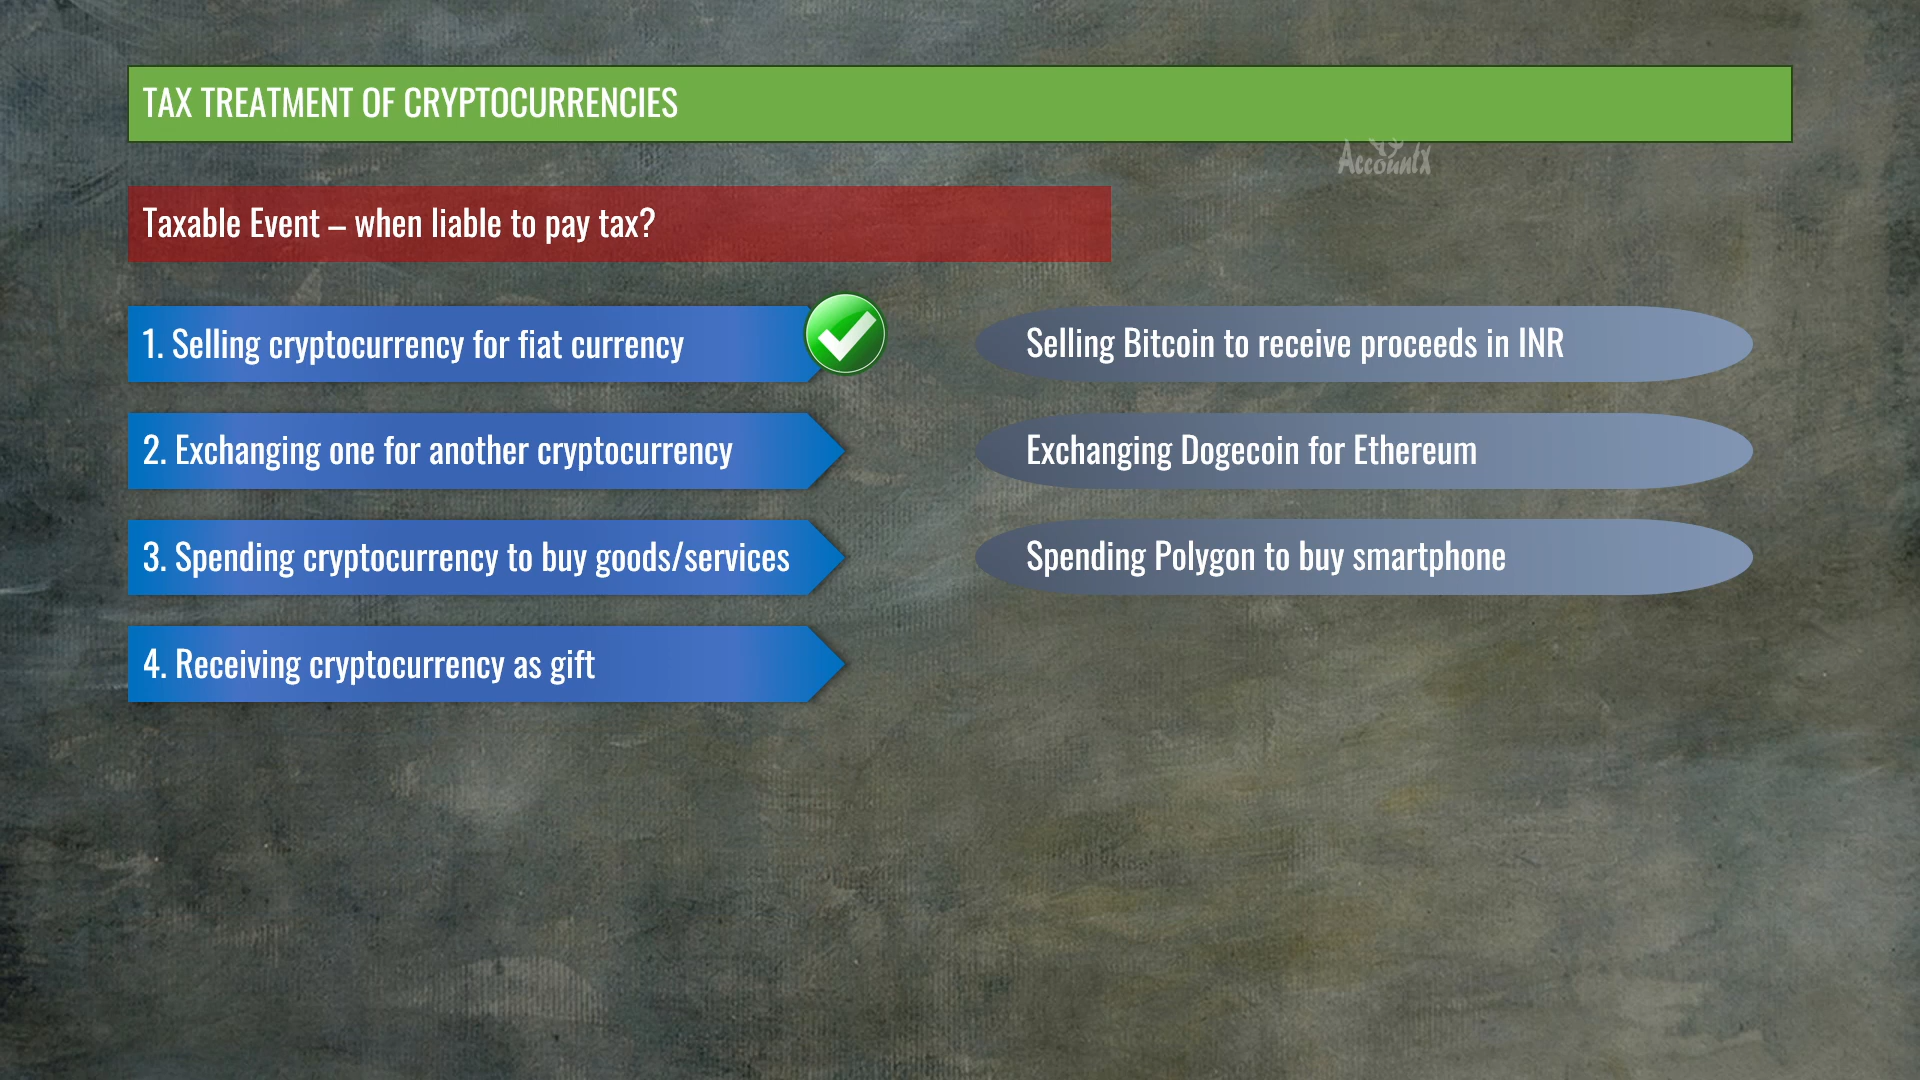 TAX TREATMENT OF CRYPTOCURRENCIES
Accountx
Taxable Event – when liable to pay tax?
1. Selling cryptocurrency for fiat currency
Selling Bitcoin to receive proceeds in INR
2. Exchanging one for another cryptocurrency
Exchanging Dogecoin for Ethereum
3. Spending cryptocurrency to buy goods/services
Spending Polygon to buy smartphone
4. Receiving cryptocurrency as gift